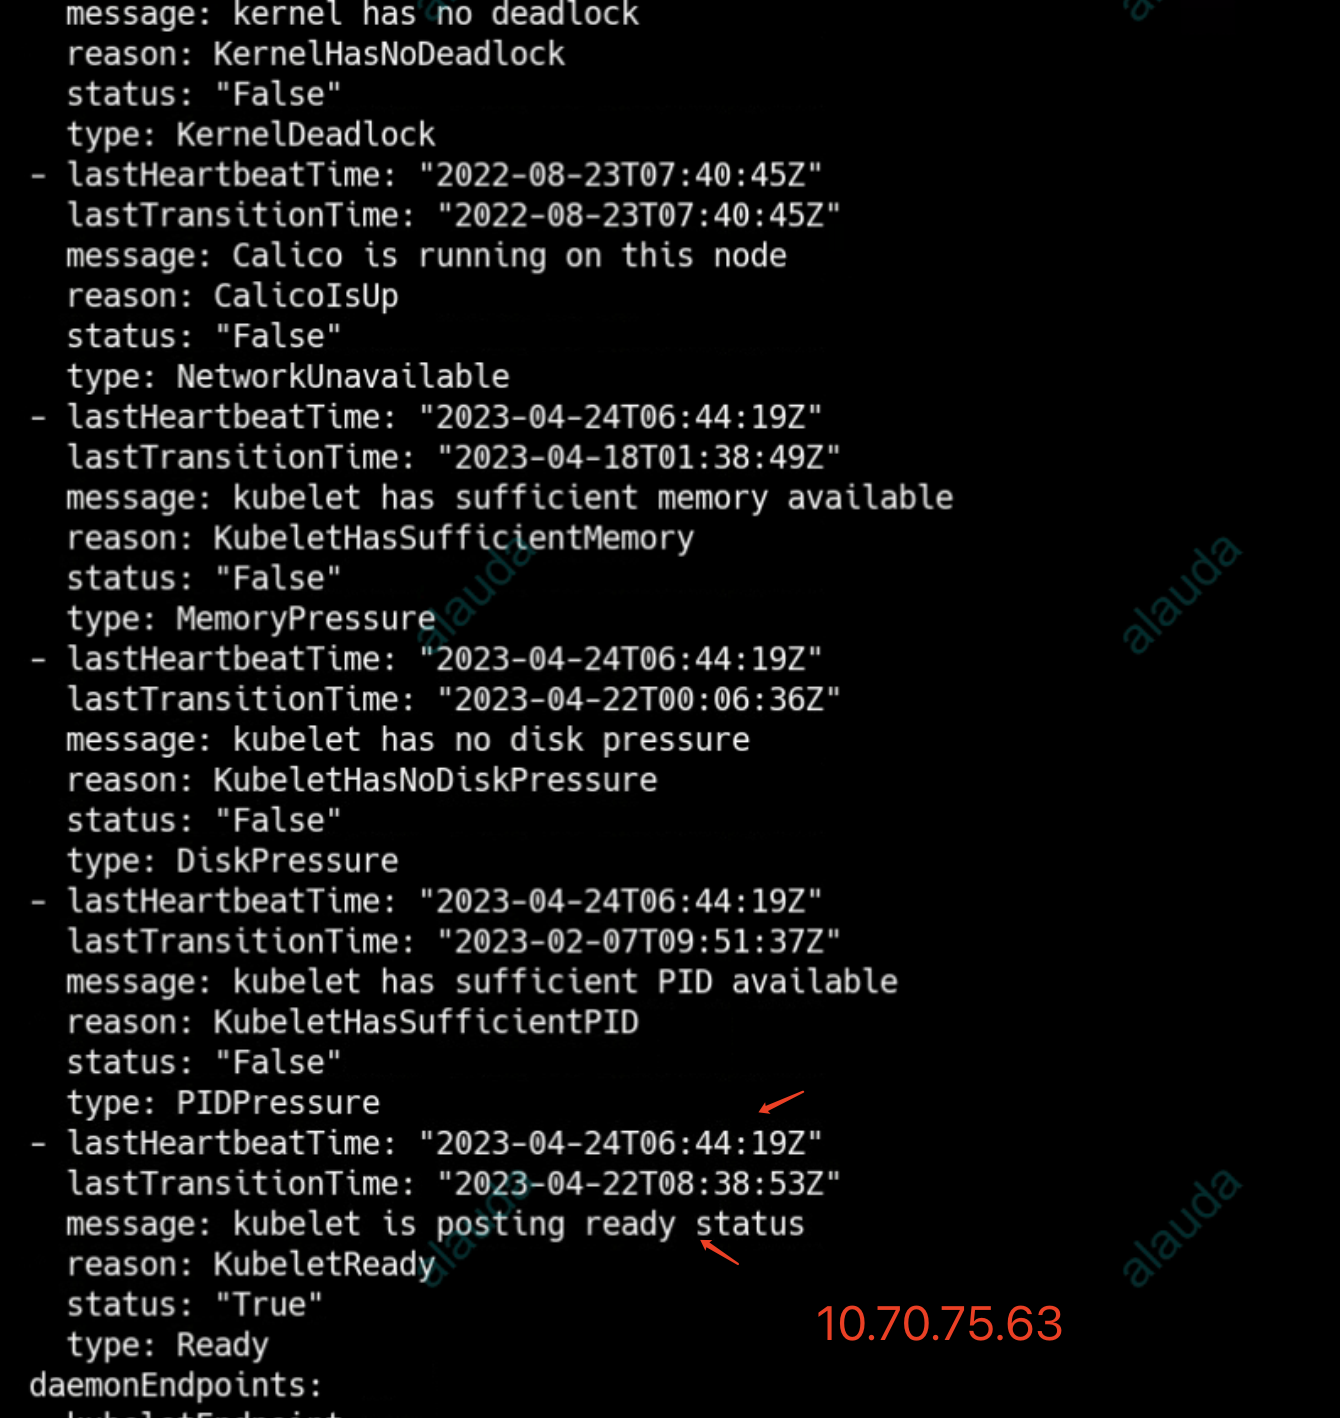 message: kernel has no deadlock
reason: KernelHasNoDeadlock
status: "False"
type: KernelDeadlock
- lastHeartbeatTime: "2022-08-23T07:40:45Z"
lastTransitionTime: "2022-08-23T07:40:45Z"
message: Calico is running on this node
reason: CalicoIsUp
status: "False"
type: NetworkUnavailable
- lastHeartbeatTime: "2023-04-24T06:44:19Z"
lastTransitionTime: "2023-04-18T01:38:49Z"
message: kubelet has sufficient memory available
reason: KubeletHasSufficientMemory
status: "False"
type: MemoryPressure
- lastHeartbeatTime: "2023-04-24T06:44:19Z"
lastTransitionTime: "2023-04-22T00:06:36Z"
message: kubelet has no disk pressure
reason: KubeletHasNoDiskPressure
status: "False"
type: DiskPressure
- lastHeartbeatTime: "2023-04-24T06:44:19Z"
lastTransitionTime: "2023-02-07T09:51:37Z"
message: kubelet has sufficient PID available
reason: KubeletHasSufficientPID
status: "False"
type: PIDPressure
- lastHeartbeatTime: "2023-04-24T06:44:19Z"
lastTransitionTime: "2023-04-22T08:38:53Z"
message: kubelet is posting ready status
reason: KubeletReady
status: "True"
type: Ready
10.70.75.63
daemonEndpoints:
alauda
alauda
alauda
alauda